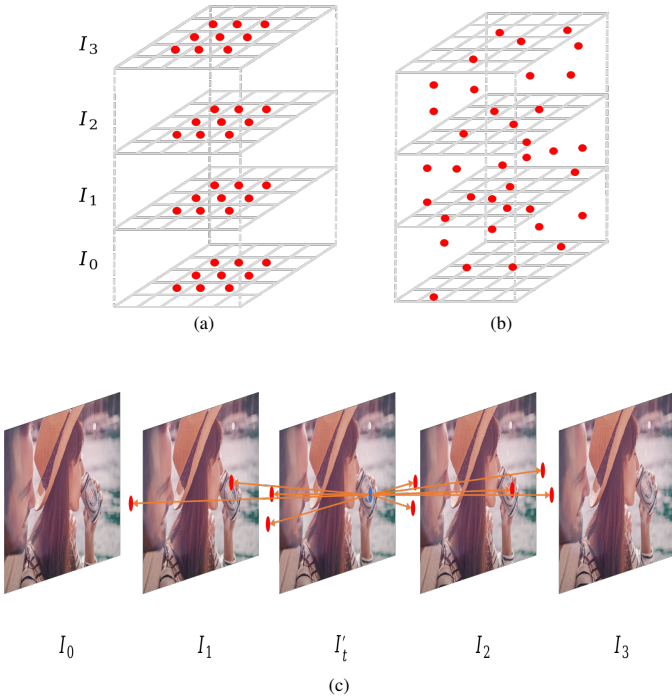 I₃
I₂
I₁
I₀
(a)
(b)
I₀ I₁ I′ₜ I₂ I₃
(c)